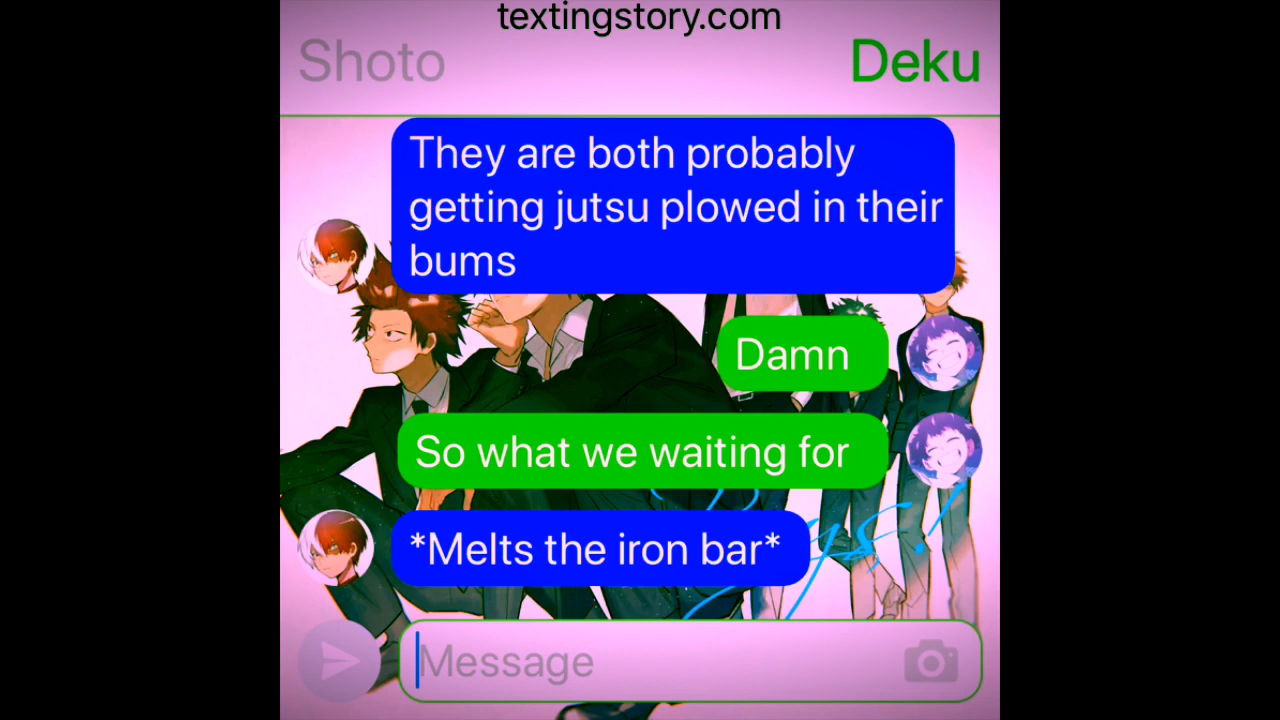 textingstory.com
Shoto
Deku
They are both probably
getting jutsu plowed in their
bums
Damn
So what we waiting for
*Melts the iron bar*
Message